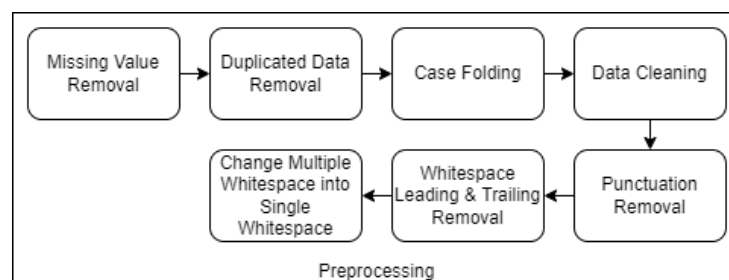 Missing Value
Removal
Duplicated Data
Removal
Case Folding
Data Cleaning
Punctuation
Removal
Whitespace
Leading & Trailing
Removal
Change Multiple
Whitespace into
Single
Whitespace
Preprocessing